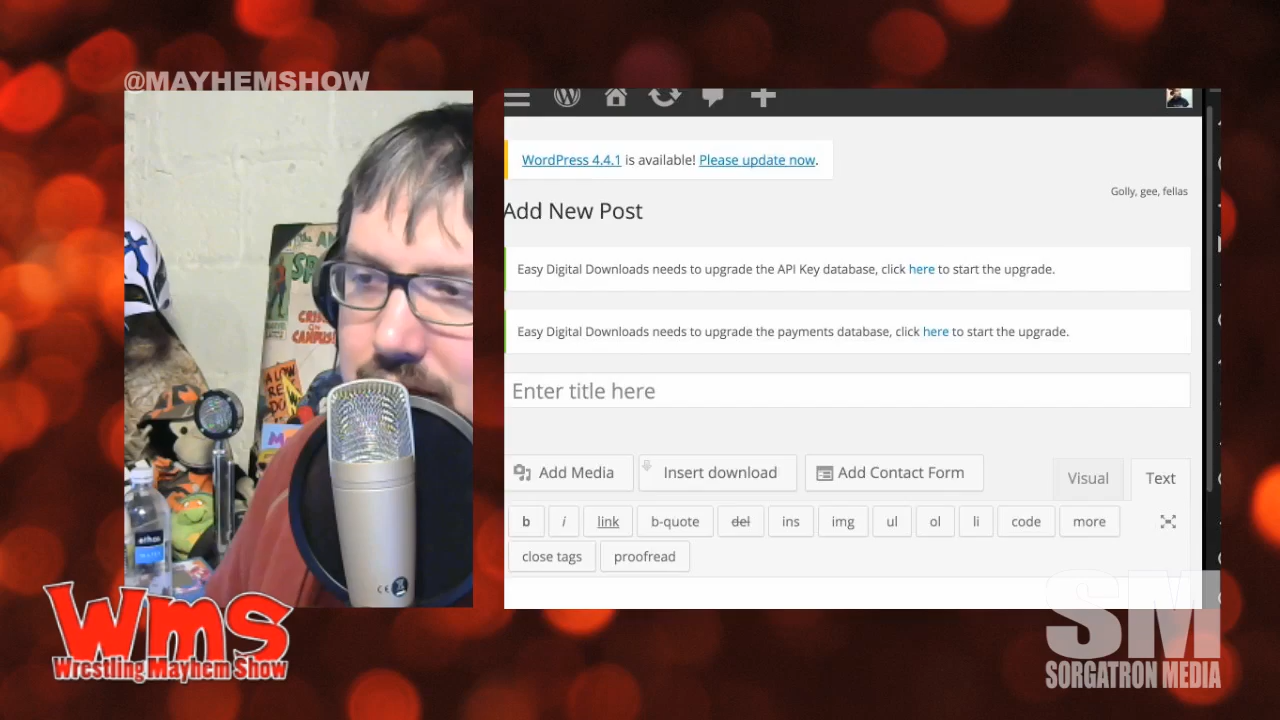 @MAYHEMSHOW
WordPress 4.4.1 is available! Please update now.
Golly, gee, fellas
Add New Post
Easy Digital Downloads needs to upgrade the API Key database, click here to start the upgrade.
Easy Digital Downloads needs to upgrade the payments database, click here to start the upgrade.
Enter title here
Add Media
Insert download
Add Contact Form
Visual
Text
b
i
link
b-quote
del
ins
img
ul
ol
li
code
more
close tags
proofread
CAMPUS!
A LOW
CE
WMS
Wrestling Mayhem Show
SM
SORGATRON MEDIA